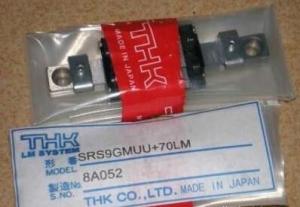 MADE IN JAPAN
THK
THK
LM SYSTEM
形番
MODEL
SRS9GMUU+70LM
製造No.
S.NO.
8A052
THK CO.,LTD. MADE IN JAPAN